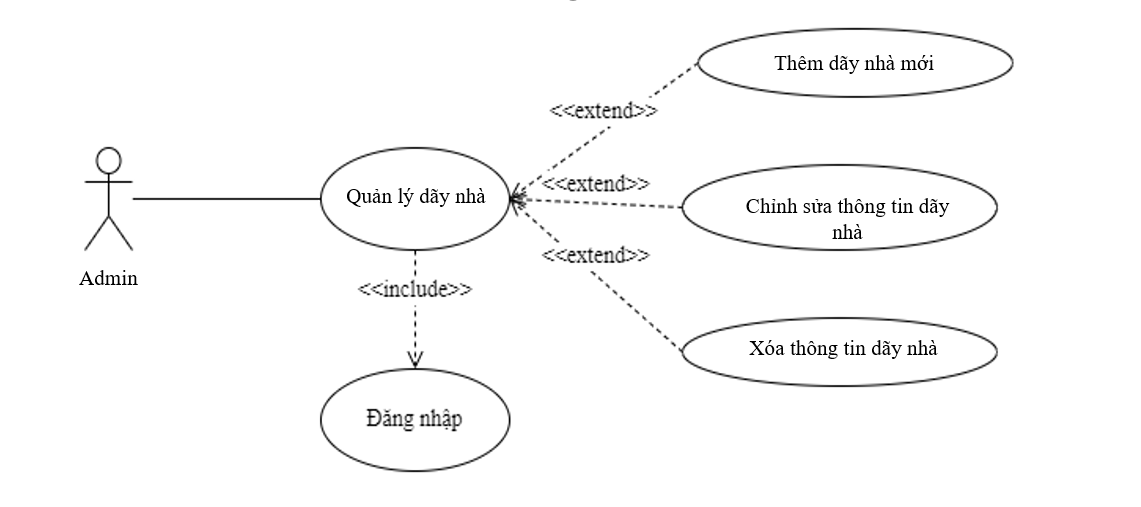 Thêm dãy nhà mới
<<extend>>
Quản lý dãy nhà
<<extend>>
Chỉnh sửa thông tin dãy
nhà
<<extend>>
Admin
<<include>>
Xóa thông tin dãy nhà
Đăng nhập